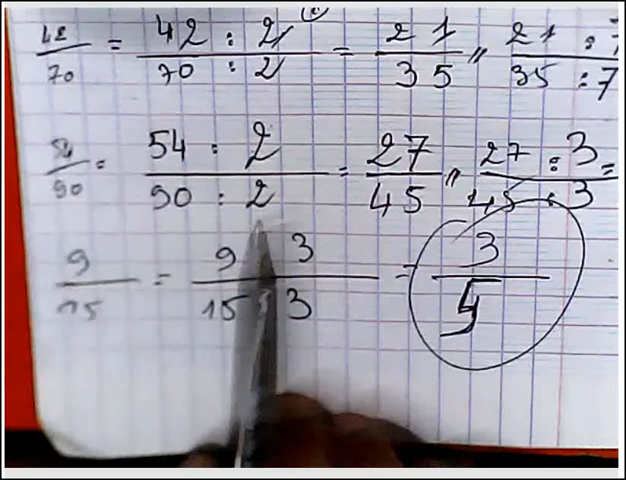 42/70 = 42 : 2/70 : 2 = 21/35 " 21 : 7/35 : 7
54/90 = 54 : 2/90 : 2 = 27/45 " 27 : 3/45 : 3 =
9/15 = 9 3/15 : 3 = 3/5